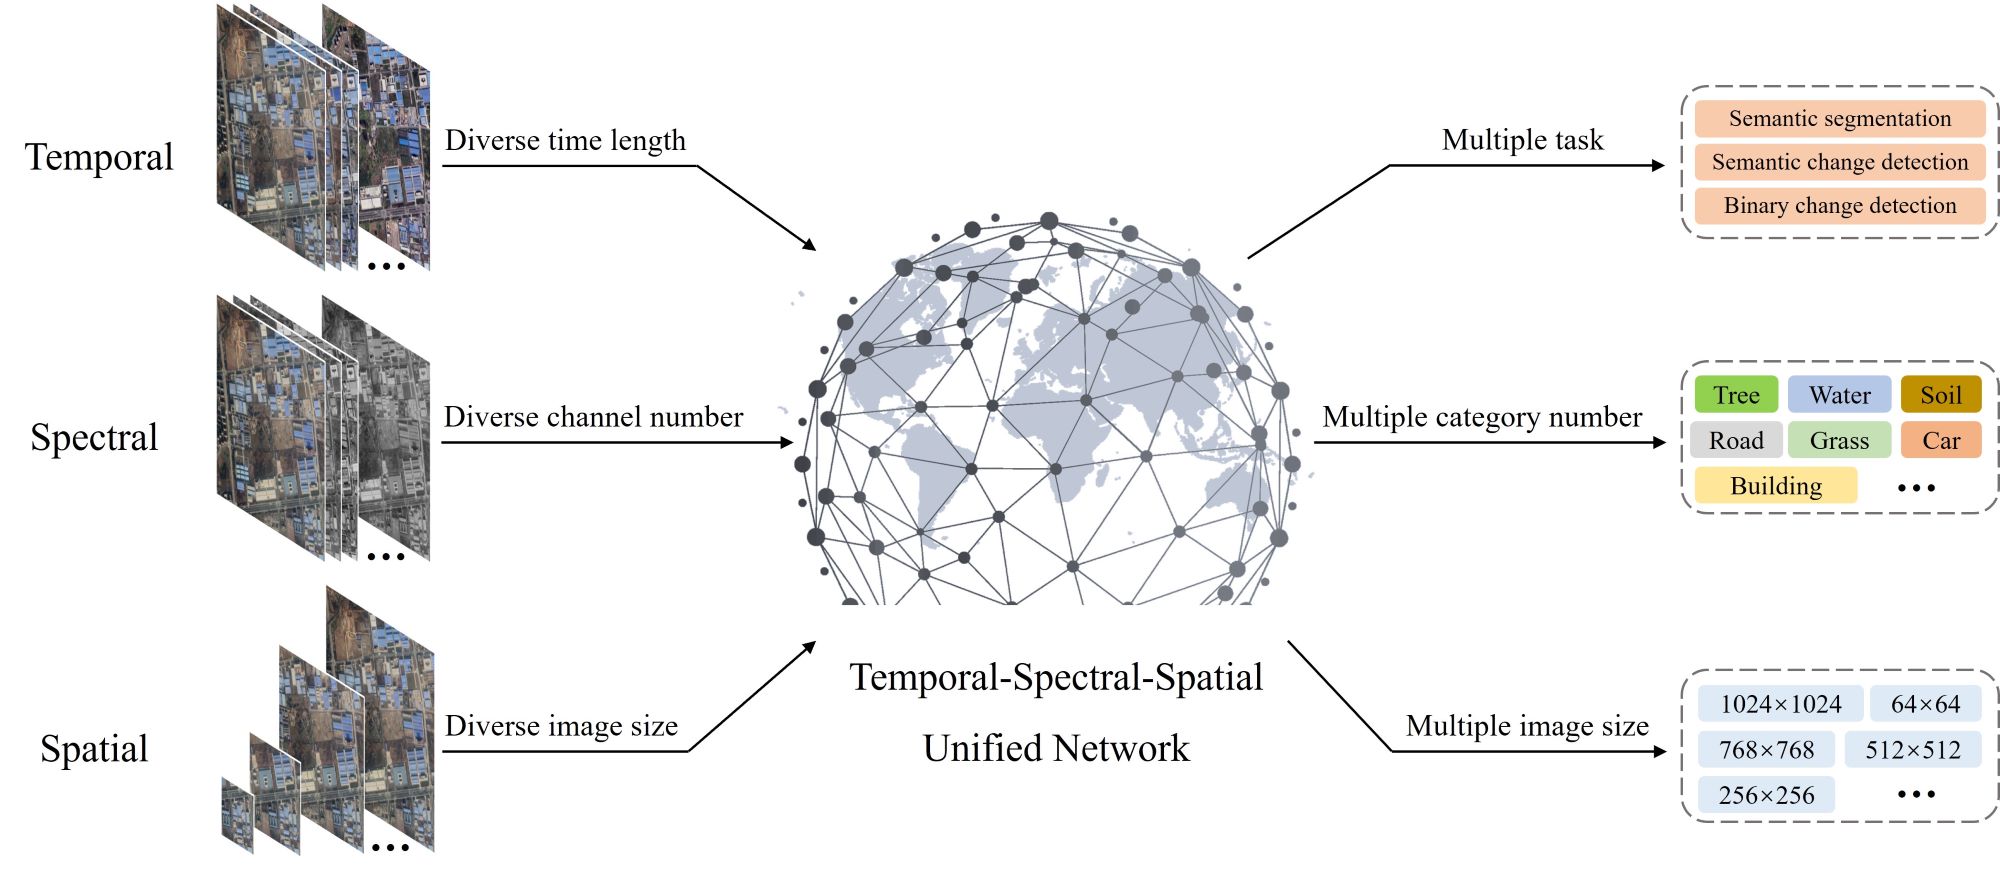 Temporal
Diverse time length
Multiple task
Semantic segmentation
Semantic change detection
Binary change detection
Spectral
Diverse channel number
Multiple category number
Tree Water Soil
Road Grass Car
Building ...
Spatial
Diverse image size
Temporal-Spectral-Spatial
Unified Network
Multiple image size
1024×1024 64×64
768×768 512×512
256×256 ...